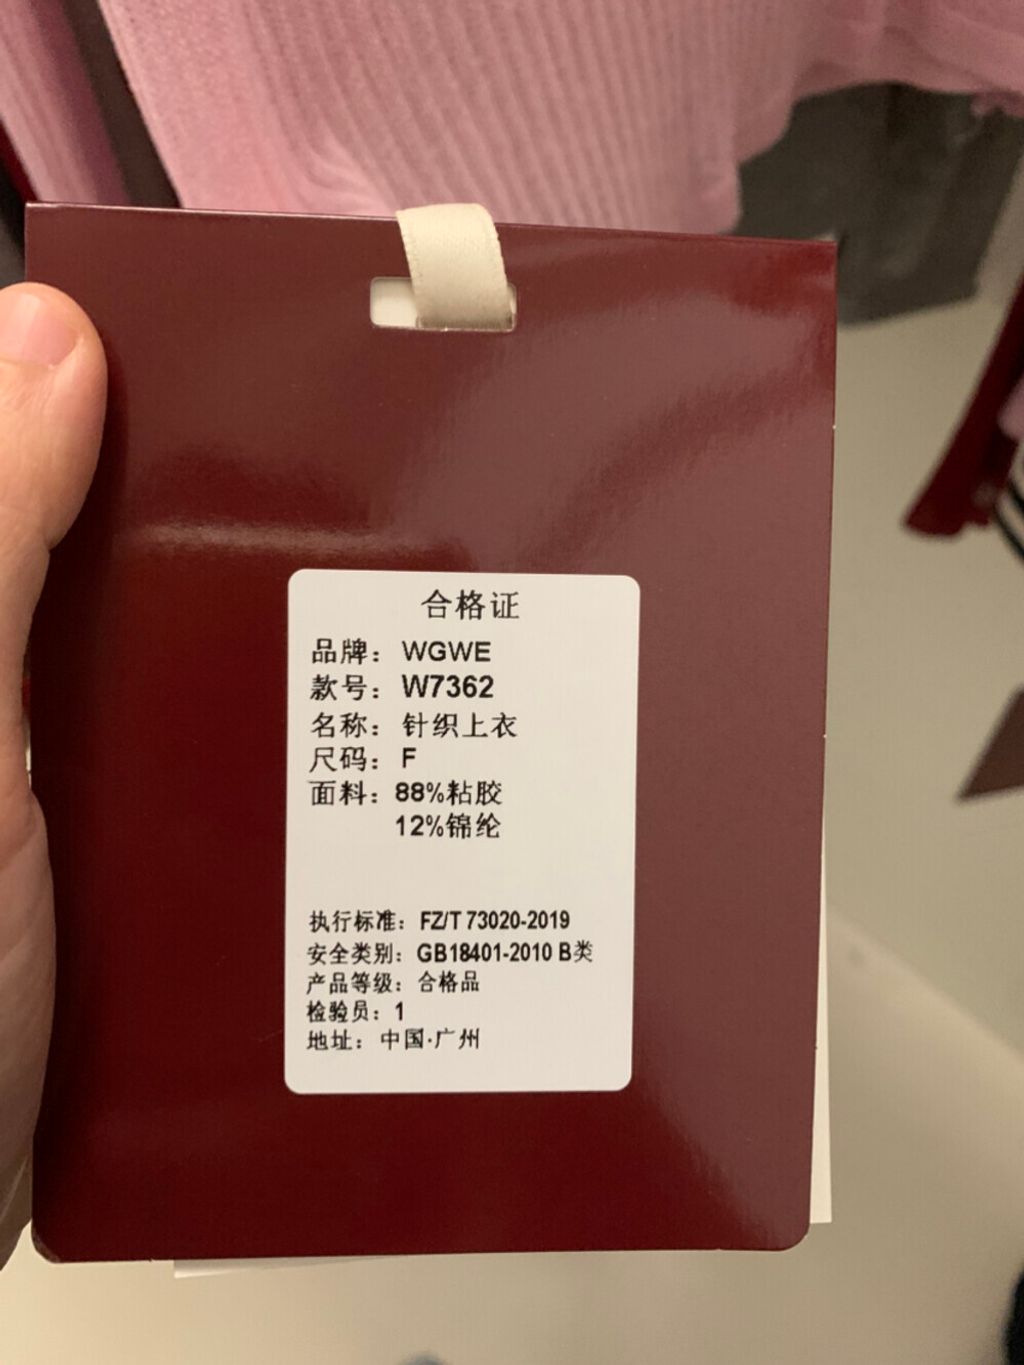 合格证
品牌：WGWE
款号：W7362
名称：针织上衣
尺码：F
面料：88%粘胶
12%锦纶
执行标准：FZ/T 73020-2019
安全类别：GB18401-2010 B类
产品等级：合格品
检验员：1
地址：中国·广州